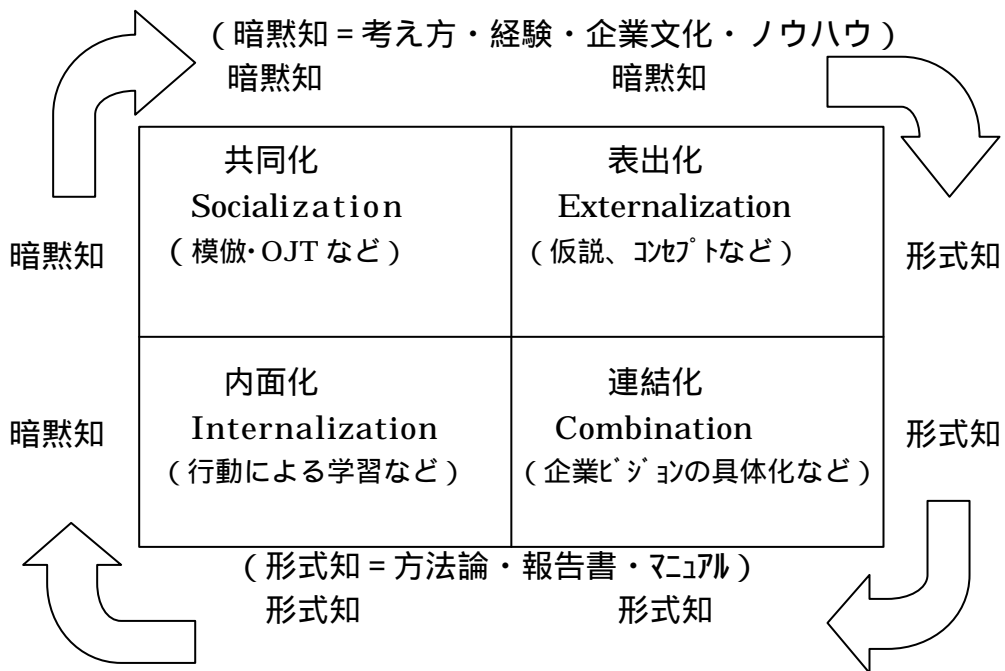 (暗黙知=考え方・経験・企業文化・ノウハウ)
暗黙知 暗黙知
共同化 表出化
Socialization Externalization
暗黙知 (模倣・OJTなど) (仮説、ｺﾝｾﾌﾟﾄなど) 形式知
内面化 連結化
暗黙知 Internalization Combination 形式知
(行動による学習など) (企業ﾋﾞｼﾞｮﾝの具体化など)
(形式知=方法論・報告書・ﾏﾆｭｱﾙ)
形式知 形式知